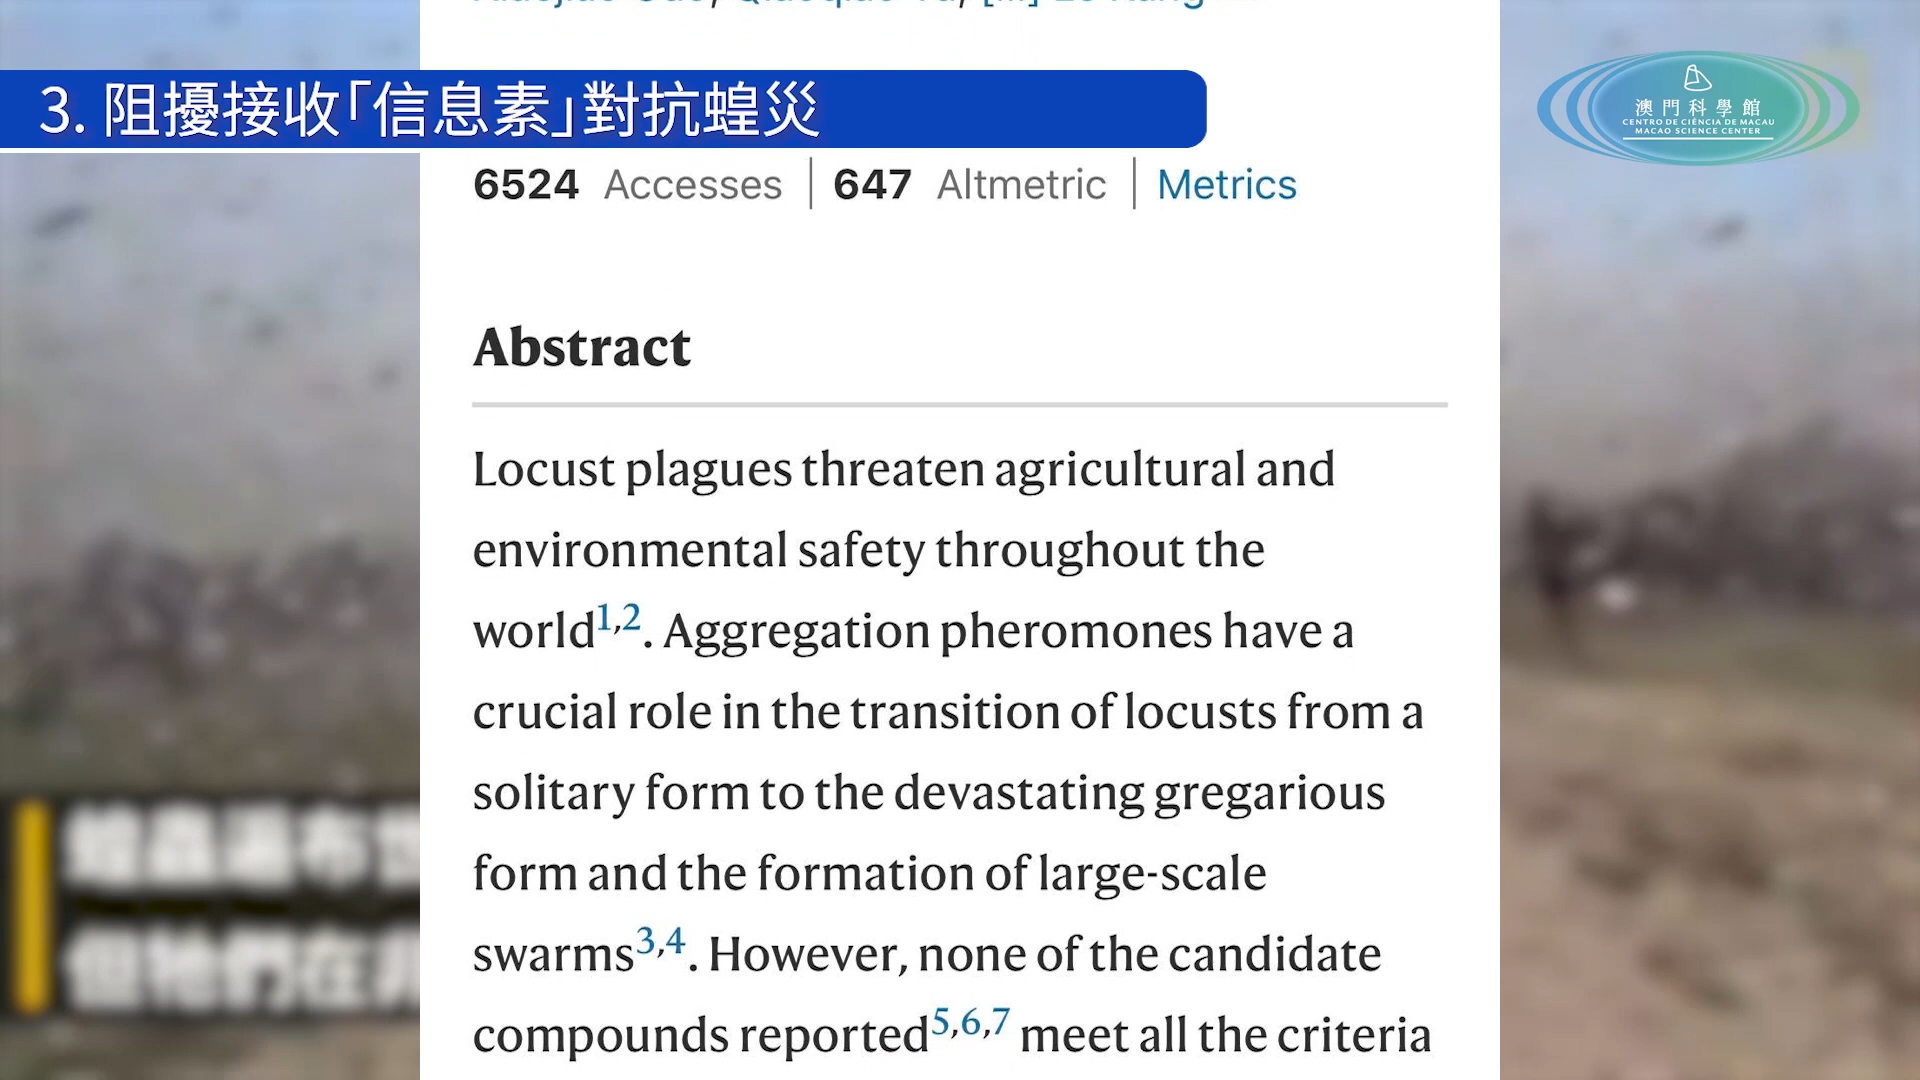 3. 阻擾接收「信息素」對抗蝗災
澳門科學館
CENTRO DE CIÊNCIA DE MACAU
MACAO SCIENCE CENTER
6524 Accesses | 647 Altmetric | Metrics
Abstract
Locust plagues threaten agricultural and
environmental safety throughout the
world1,2. Aggregation pheromones have a
crucial role in the transition of locusts from a
solitary form to the devastating gregarious
form and the formation of large-scale
swarms3,4. However, none of the candidate
compounds reported5,6,7 meet all the criteria